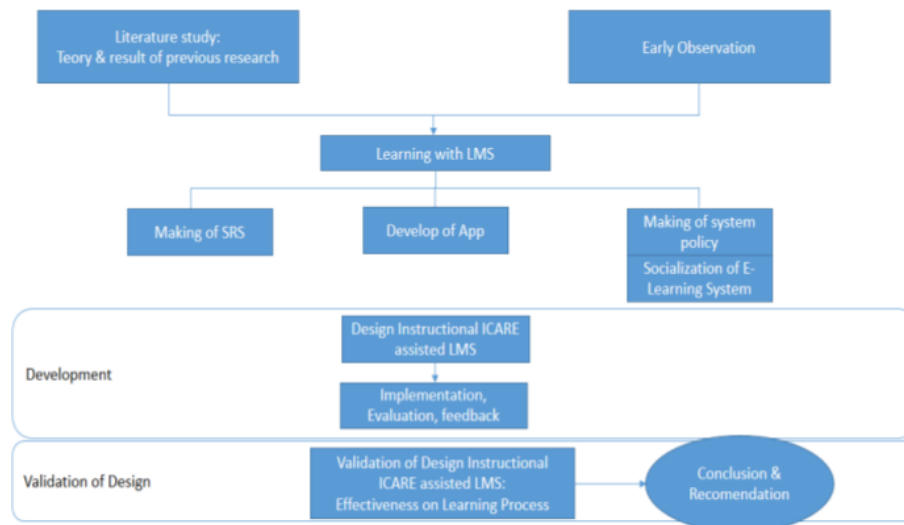 Literature study:
Teory & result of previous research
Early Observation
Learning with LMS
Making of SRS
Develop of App
Making of system
policy
Socialization of E-
Learning System
Design Instructional ICARE
assisted LMS
Development
Implementation,
Evaluation, feedback
Validation of Design
Validation of Design Instructional
ICARE assisted LMS:
Effectiveness on Learning Process
Conclusion &
Recomendation